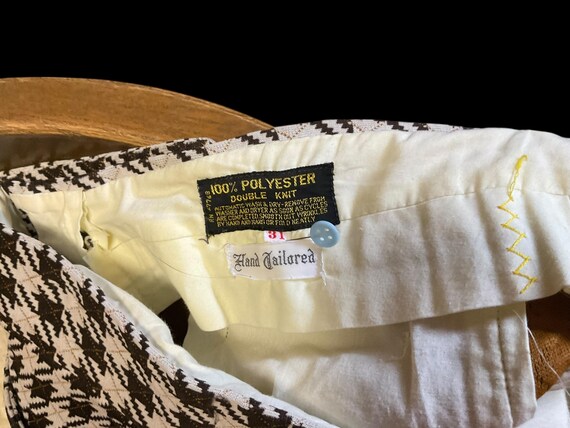 100% POLYESTER
DOUBLE KNIT
AUTOMATIC WASH & DRY - REMOVE FROM
WASHER AND DRYER AS SOON AS CYCLES
ARE COMPLETED SMOOTH OUT WRINKLES
BY HAND AND HANG OR FOLD NEATLY
31
Hand Tailored